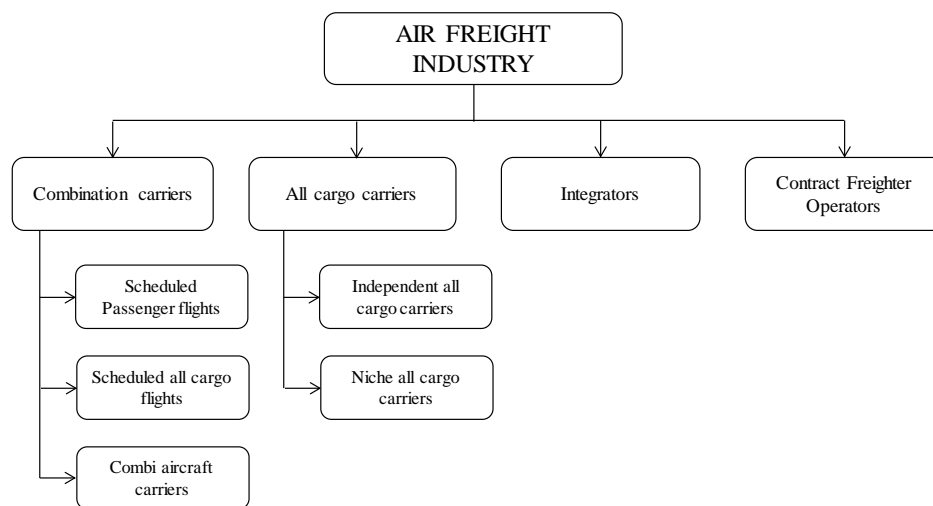 AIR FREIGHT
INDUSTRY
Combination carriers
All cargo carriers
Integrators
Contract Freighter
Operators
Scheduled
Passenger flights
Independent all
cargo carriers
Scheduled all cargo
flights
Niche all cargo
carriers
Combi aircraft
carriers